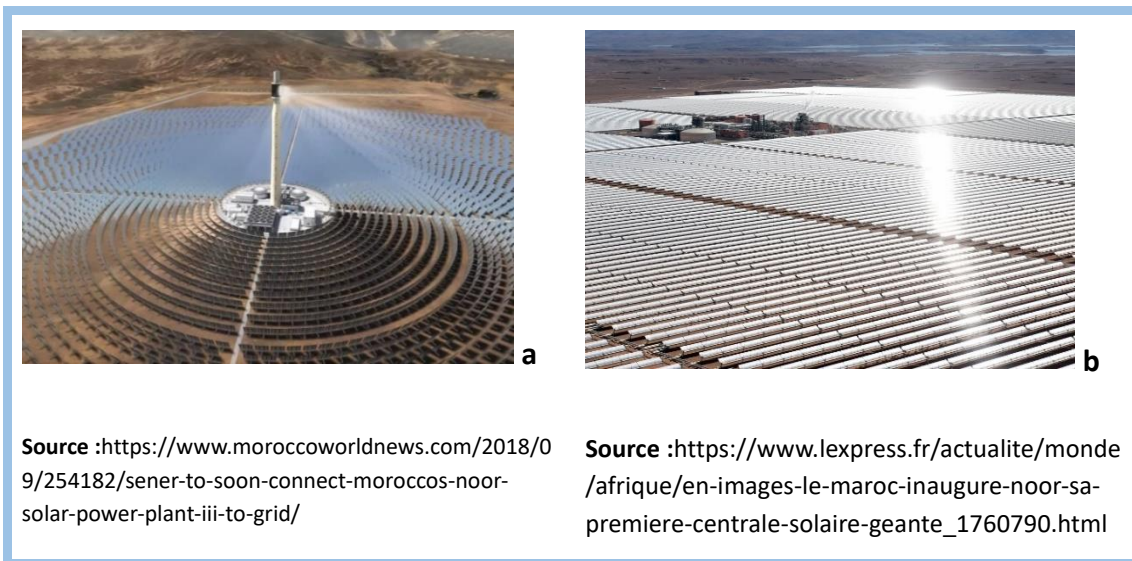 a
b
Source :https://www.moroccoworldnews.com/2018/0
9/254182/sener-to-soon-connect-moroccos-noor-
solar-power-plant-iii-to-grid/
Source :https://www.lexpress.fr/actualite/monde
/afrique/en-images-le-maroc-inaugure-noor-sa-
premiere-centrale-solaire-geante_1760790.html